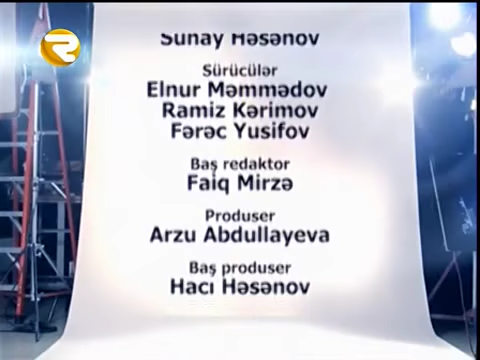 Sunay Həsənov
Sürücülər
Elnur Məmmədov
Ramiz Kərimov
Fərəc Yusifov
Baş redaktor
Faiq Mirzə
Produser
Arzu Abdullayeva
Baş produser
Hacı Həsənov